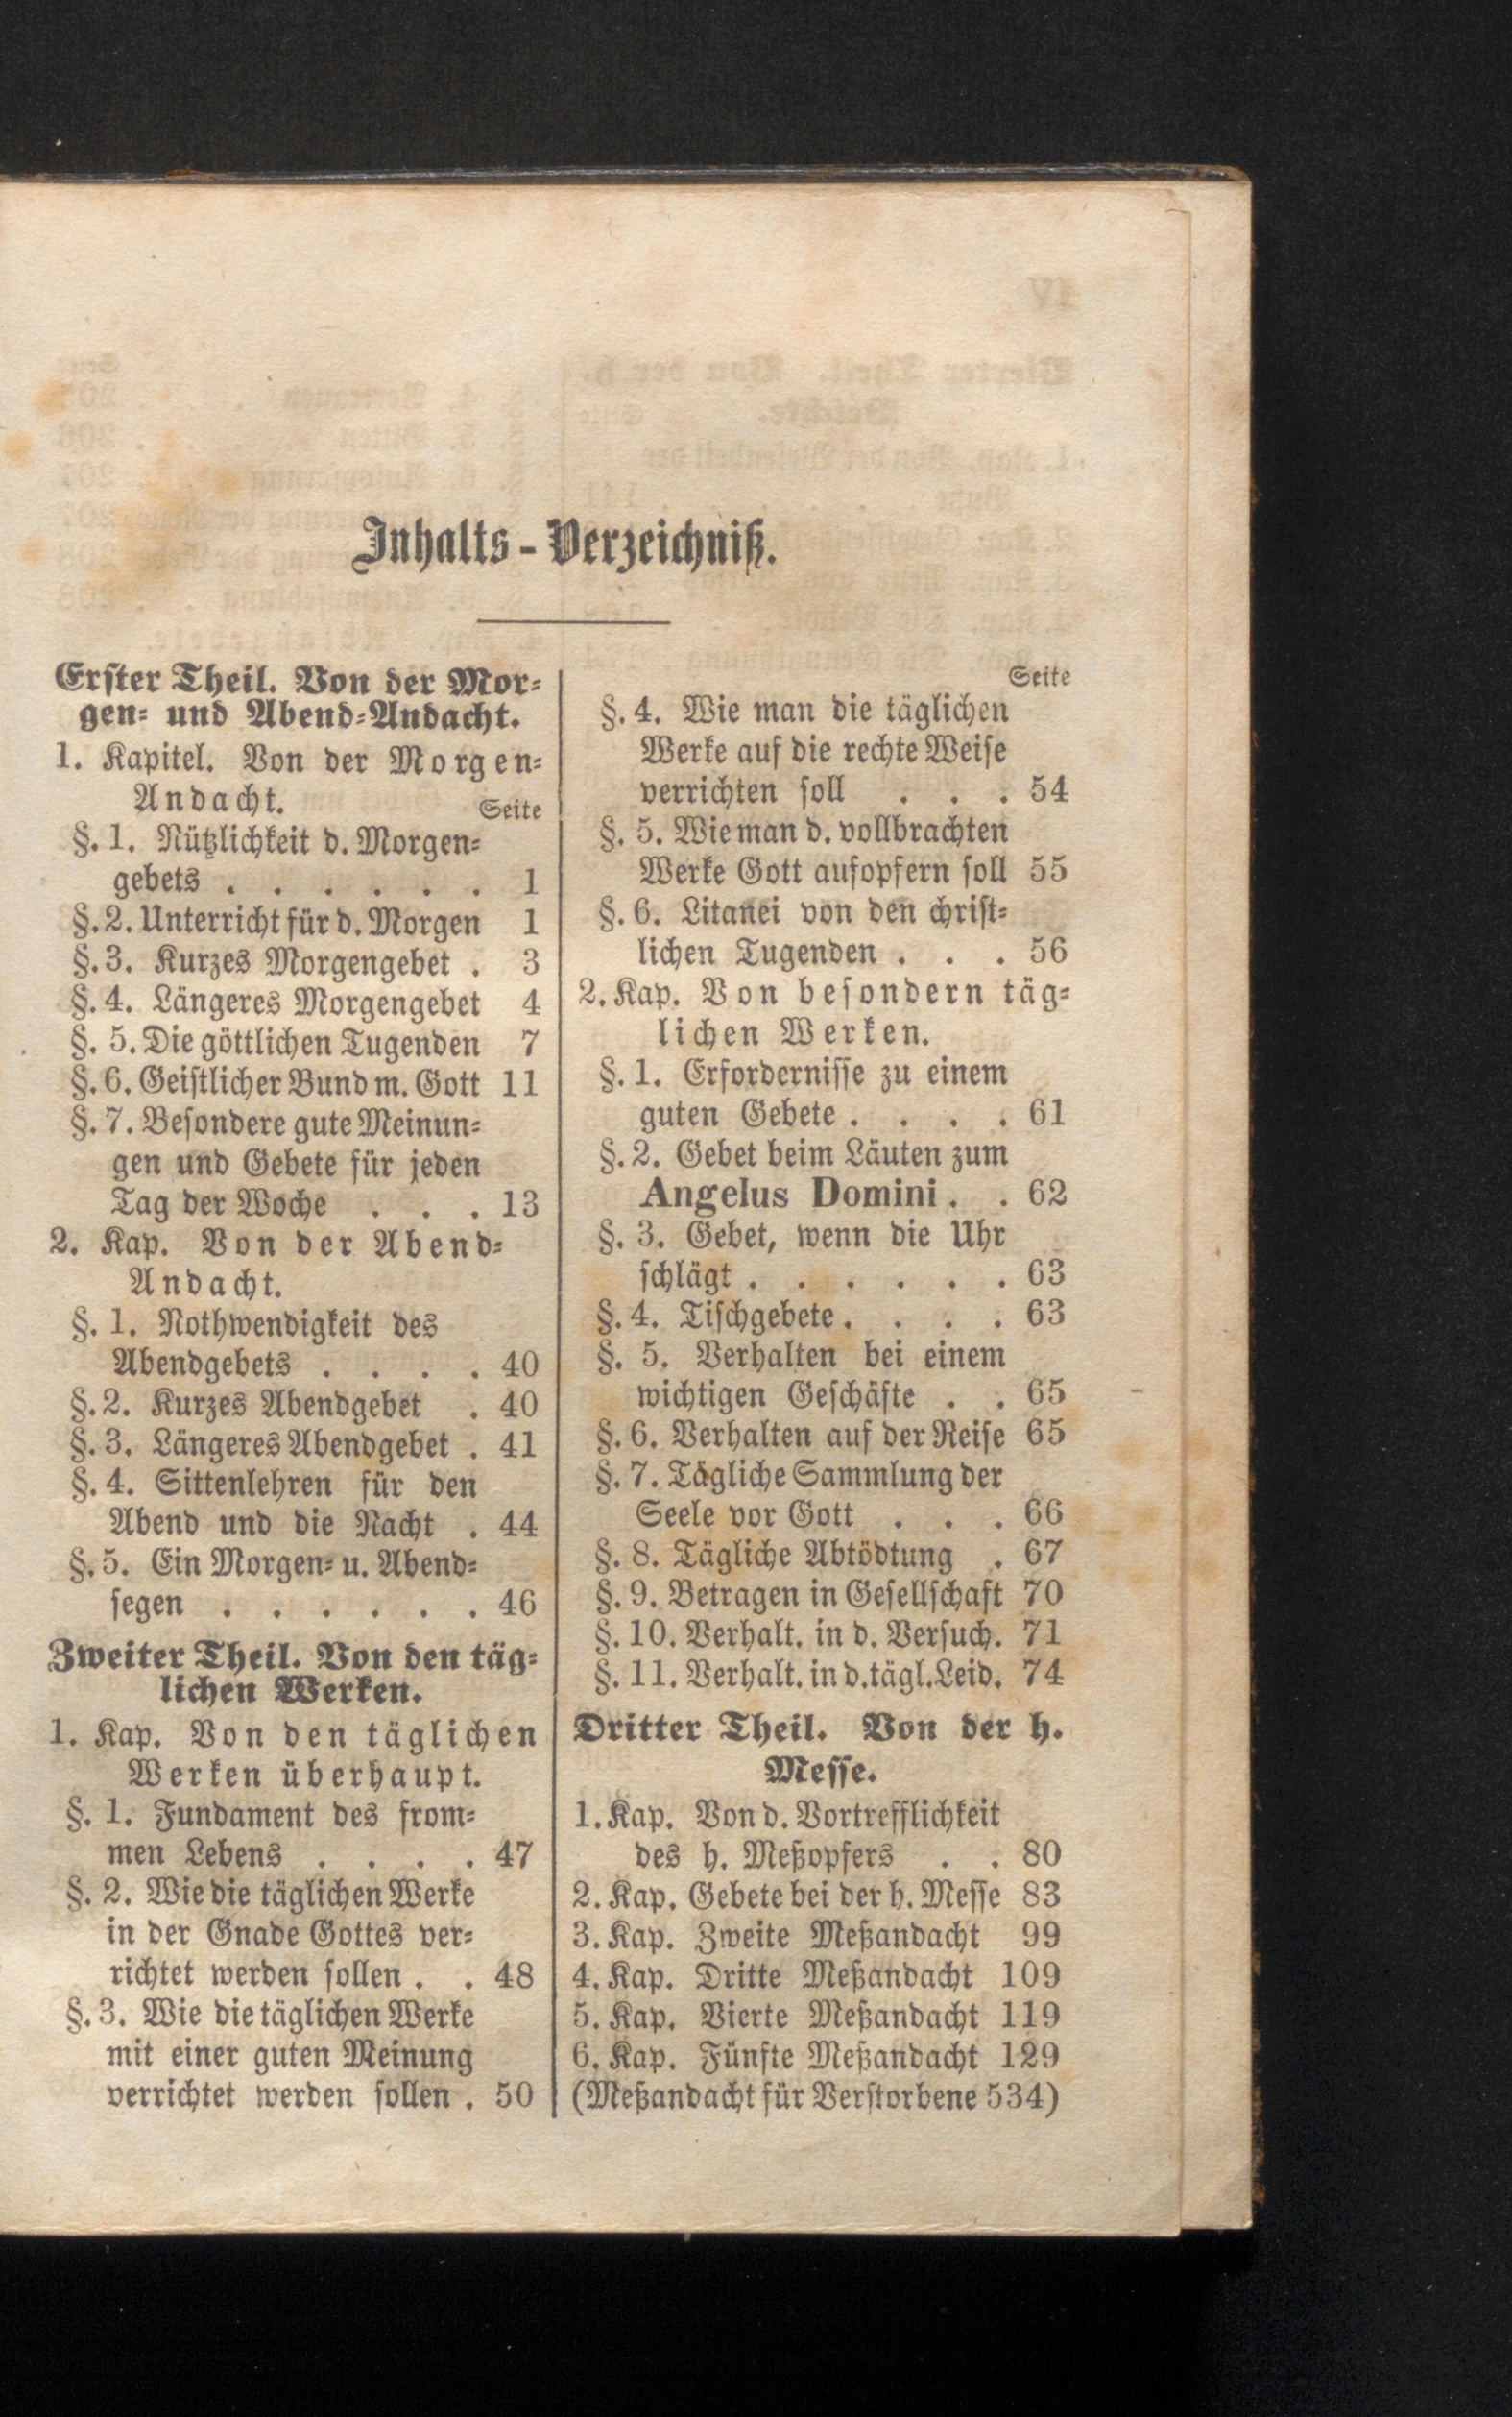 Inhalts-Verzeichniß.
Erster Theil. Von der Mor-
gen- und Abend-Andacht.
1. Kapitel. Von der Morgen-
Andacht. Seite
§. 1. Nützlichkeit d. Morgen-
gebets . . . . . . 1
§. 2. Unterricht für d. Morgen 1
§. 3. Kurzes Morgengebet . 3
§. 4. Längeres Morgengebet 4
§. 5. Die göttlichen Tugenden 7
§. 6. Geistlicher Bund m. Gott 11
§. 7. Besondere gute Meinun-
gen und Gebete für jeden
Tag der Woche . . . 13
2. Kap. Von der Abend-
Andacht.
§. 1. Nothwendigkeit des
Abendgebets . . . . 40
§. 2. Kurzes Abendgebet . 40
§. 3. Längeres Abendgebet . 41
§. 4. Sittenlehren für den
Abend und die Nacht . 44
§. 5. Ein Morgen- u. Abend-
segen . . . . . . 46
Zweiter Theil. Von den täg-
lichen Werken.
1. Kap. Von den täglichen
Werken überhaupt.
§. 1. Fundament des from-
men Lebens . . . . 47
§. 2. Wie die täglichen Werke
in der Gnade Gottes ver-
richtet werden sollen . . 48
§. 3. Wie die täglichen Werke
mit einer guten Meinung
verrichtet werden sollen . 50
Seite
§. 4. Wie man die täglichen
Werke auf die rechte Weise
verrichten soll . . . 54
§. 5. Wie man d. vollbrachten
Werke Gott aufopfern soll 55
§. 6. Litanei von den christ-
lichen Tugenden . . . 56
2. Kap. Von besondern täg-
lichen Werken.
§. 1. Erfordernisse zu einem
guten Gebete . . . . 61
§. 2. Gebet beim Läuten zum
Angelus Domini . . 62
§. 3. Gebet, wenn die Uhr
schlägt . . . . . . 63
§. 4. Tischgebete . . . . 63
§. 5. Verhalten bei einem
wichtigen Geschäfte . . 65
§. 6. Verhalten auf der Reise 65
§. 7. Tägliche Sammlung der
Seele vor Gott . . . 66
§. 8. Tägliche Abtödtung . 67
§. 9. Betragen in Gesellschaft 70
§. 10. Verhalt. in d. Versuch. 71
§. 11. Verhalt. in d. tägl. Leid. 74
Dritter Theil. Von der h.
Messe.
1. Kap. Von d. Vortrefflichkeit
des h. Meßopfers . . 80
2. Kap. Gebete bei der h. Messe 83
3. Kap. Zweite Meßandacht 99
4. Kap. Dritte Meßandacht 109
5. Kap. Vierte Meßandacht 119
6. Kap. Fünfte Meßandacht 129
(Meßandacht für Verstorbene 534)